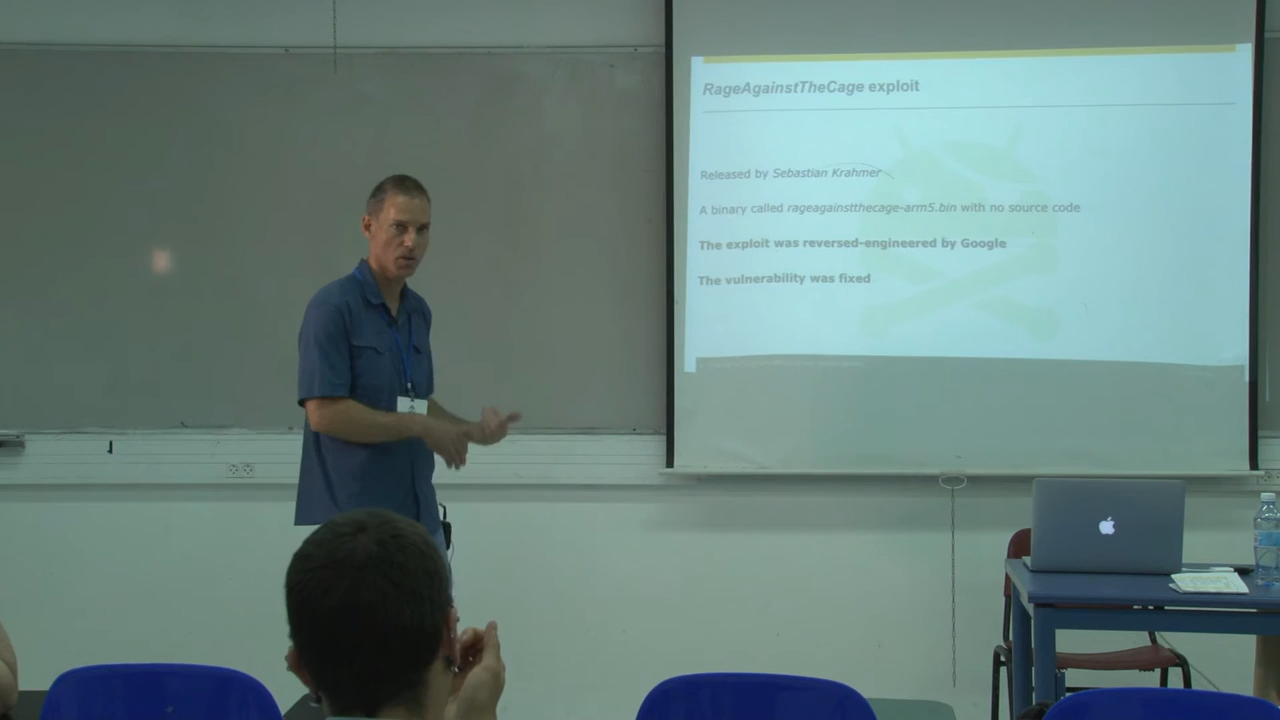 RageAgainstTheCage exploit
Released by Sebastian Krahmer
A binary called rageagainstthecage-arm5.bin with no source code
The exploit was reversed-engineered by Google
The vulnerability was fixed